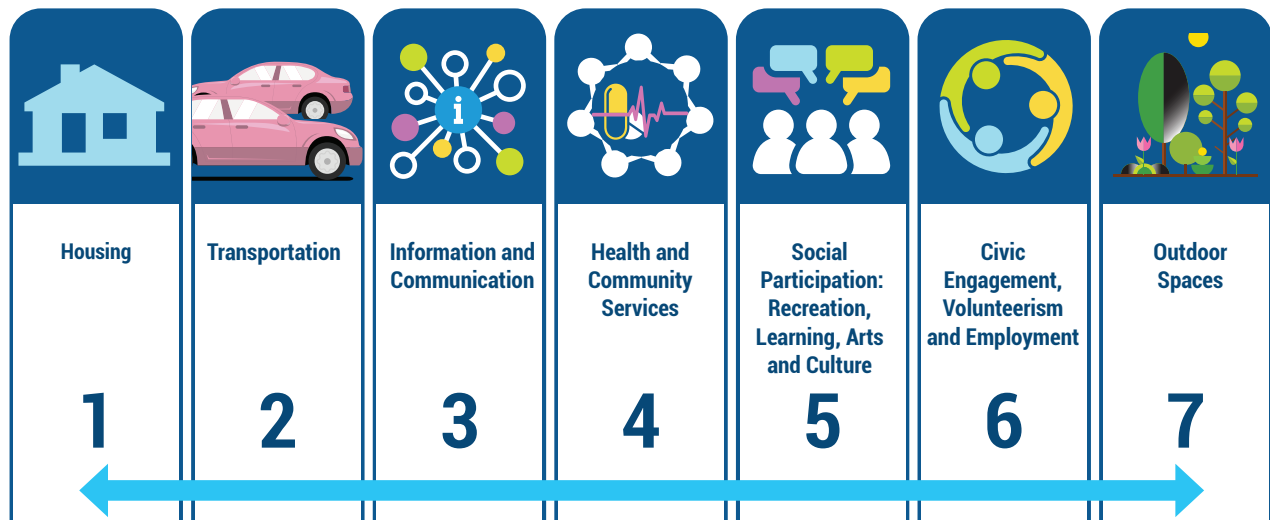 i
Housing
1
Transportation
2
Information and
Communication
3
Health and
Community
Services
4
Social
Participation:
Recreation,
Learning, Arts
and Culture
5
Civic
Engagement,
Volunteerism
and Employment
6
Outdoor
Spaces
7